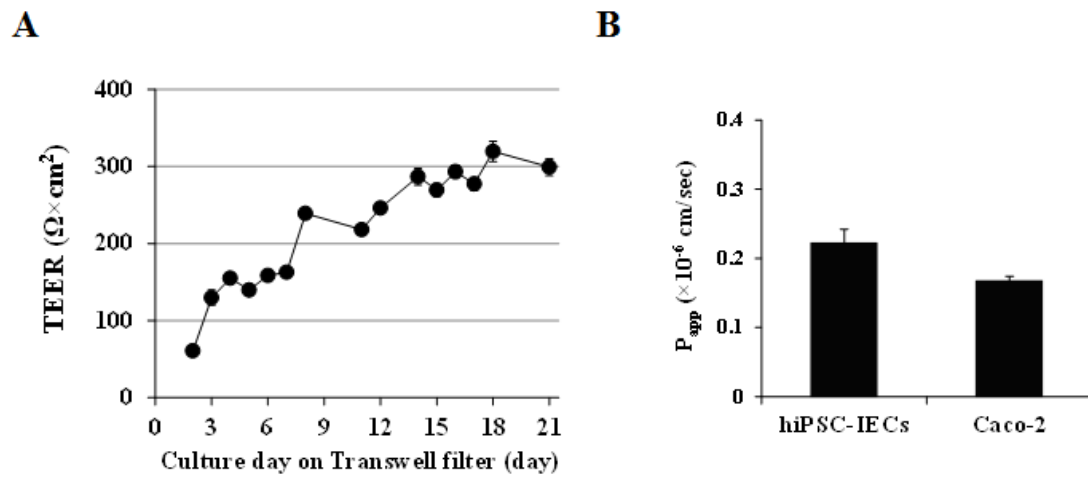 A
B
TEER (Ω×cm²)
400
300
200
100
0
0 3 6 9 12 15 18 21
Culture day on Transwell filter (day)
P_app (×10⁻⁶ cm/sec)
0.4
0.3
0.2
0.1
0
hiPSC-IECs Caco-2